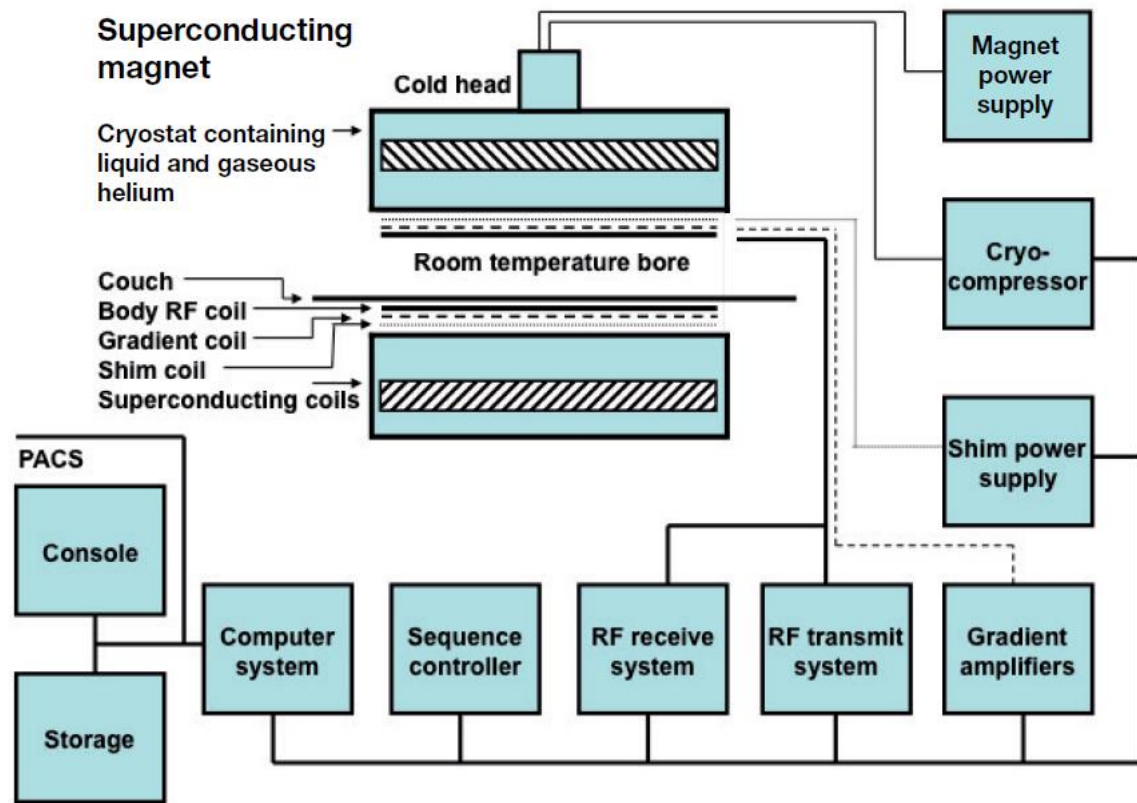 Superconducting
magnet
Cold head
Magnet
power
supply
Cryostat containing
liquid and gaseous
helium
Room temperature bore
Cryo-
compressor
Couch
Body RF coil
Gradient coil
Shim coil
Superconducting coils
Shim power
supply
PACS
Console
Storage
Computer
system
Sequence
controller
RF receive
system
RF transmit
system
Gradient
amplifiers